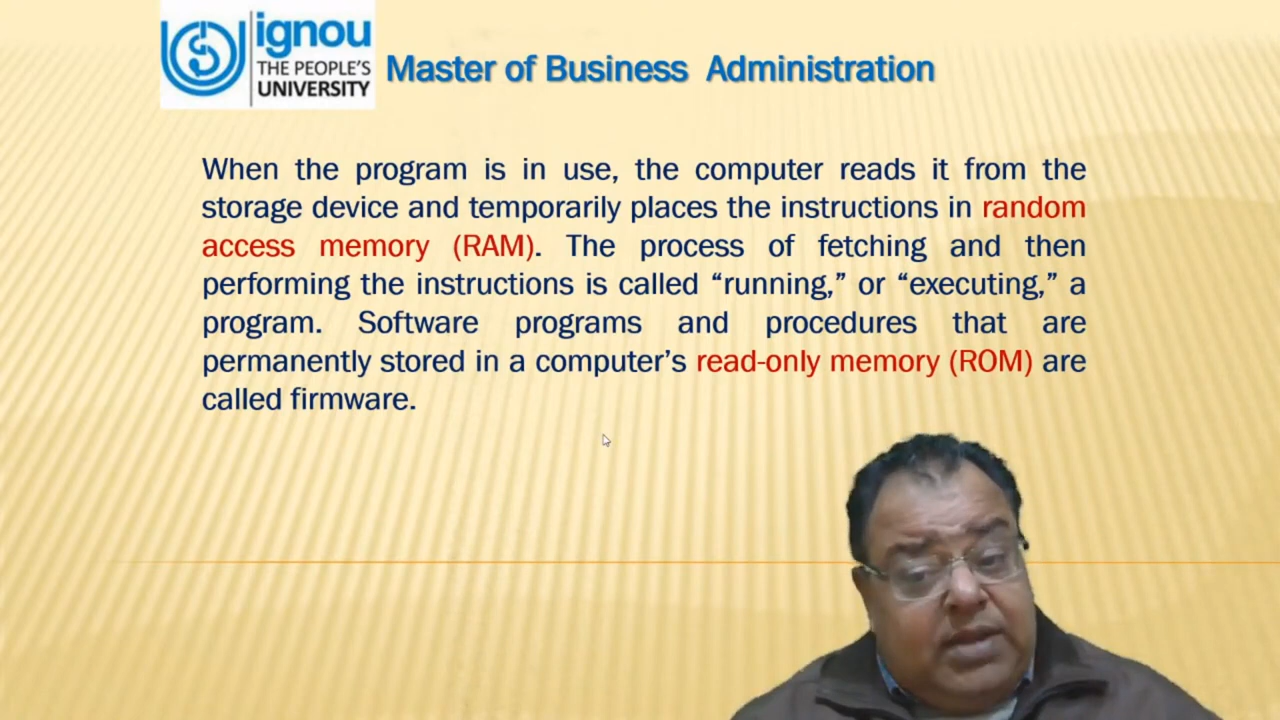 ignou
THE PEOPLE'S
UNIVERSITY
Master of Business Administration
When the program is in use, the computer reads it from the
storage device and temporarily places the instructions in random
access memory (RAM). The process of fetching and then
performing the instructions is called “running,” or “executing,” a
program. Software programs and procedures that are
permanently stored in a computer’s read-only memory (ROM) are
called firmware.